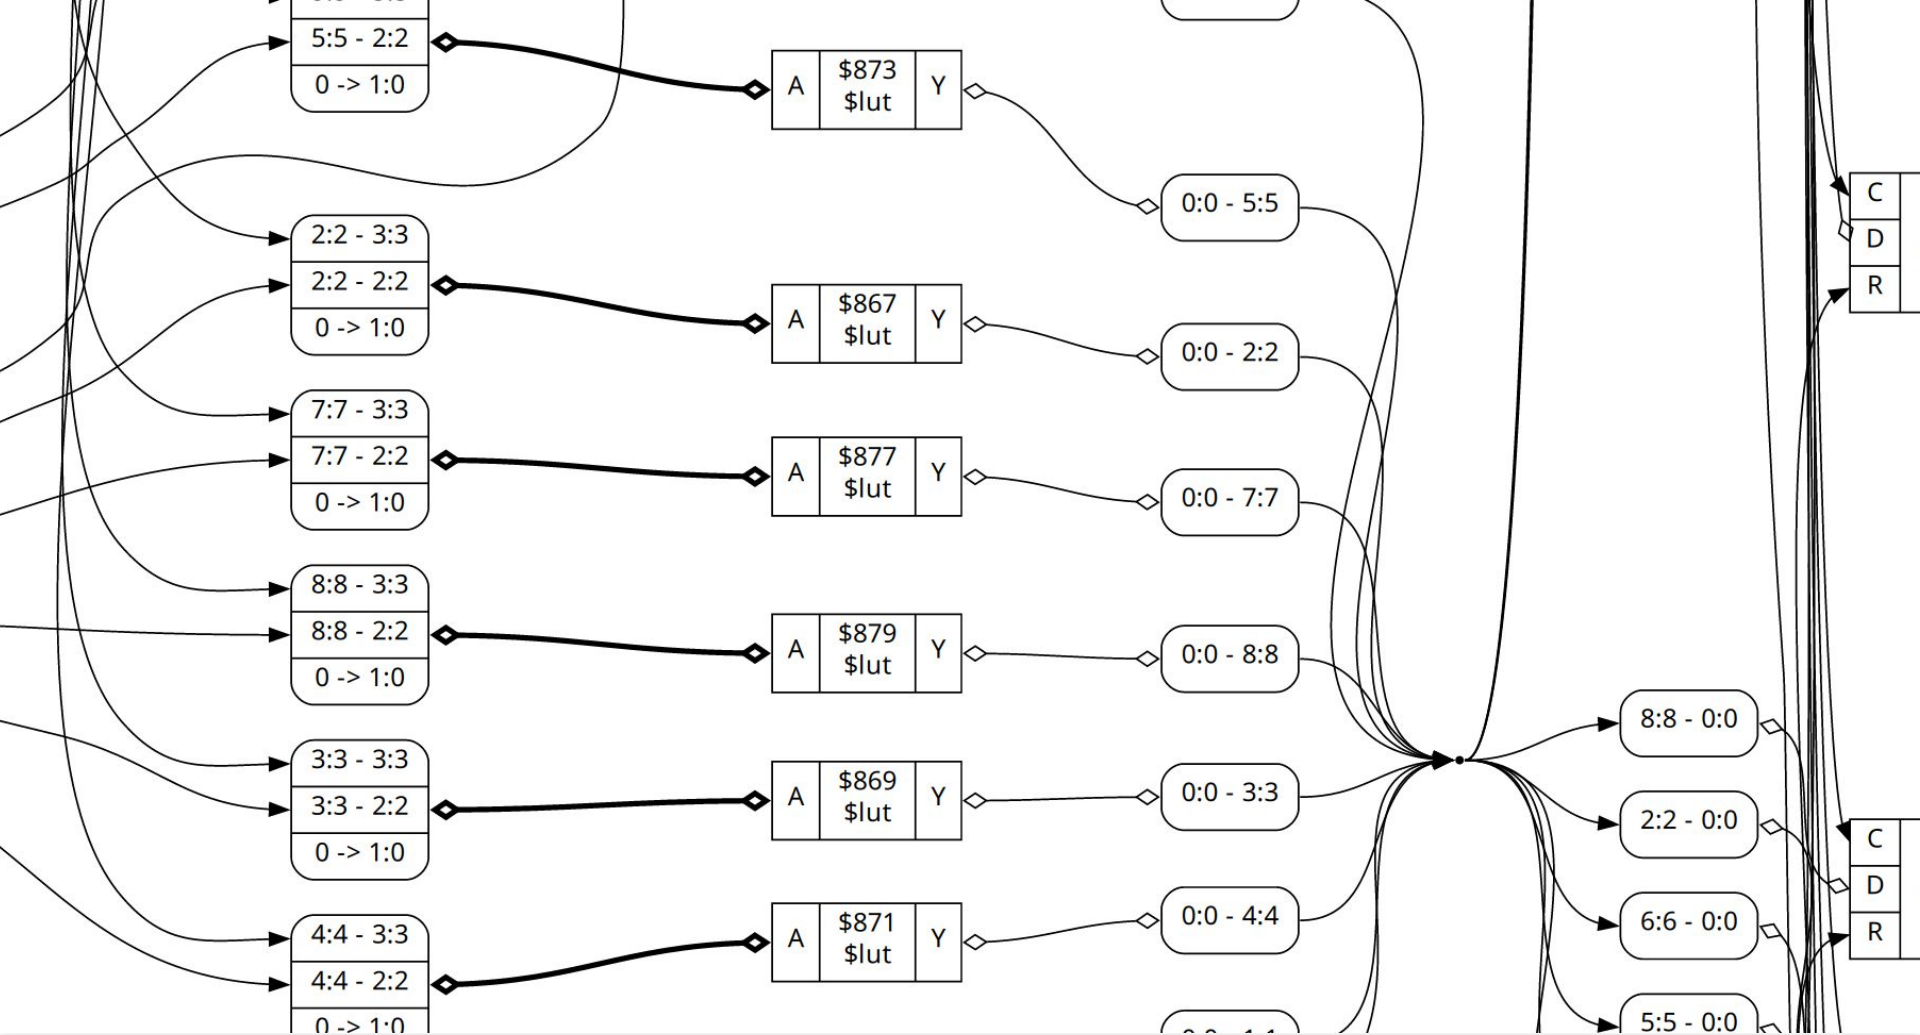 5:5 - 2:2
0 -> 1:0
A
$873
$lut
Y
0:0 - 5:5
C
D
R
2:2 - 3:3
2:2 - 2:2
0 -> 1:0
A
$867
$lut
Y
0:0 - 2:2
7:7 - 3:3
7:7 - 2:2
0 -> 1:0
A
$877
$lut
Y
0:0 - 7:7
8:8 - 3:3
8:8 - 2:2
0 -> 1:0
A
$879
$lut
Y
0:0 - 8:8
8:8 - 0:0
3:3 - 3:3
3:3 - 2:2
0 -> 1:0
A
$869
$lut
Y
0:0 - 3:3
2:2 - 0:0
C
D
R
4:4 - 3:3
4:4 - 2:2
0 -> 1:0
A
$871
$lut
Y
0:0 - 4:4
6:6 - 0:0
5:5 - 0:0